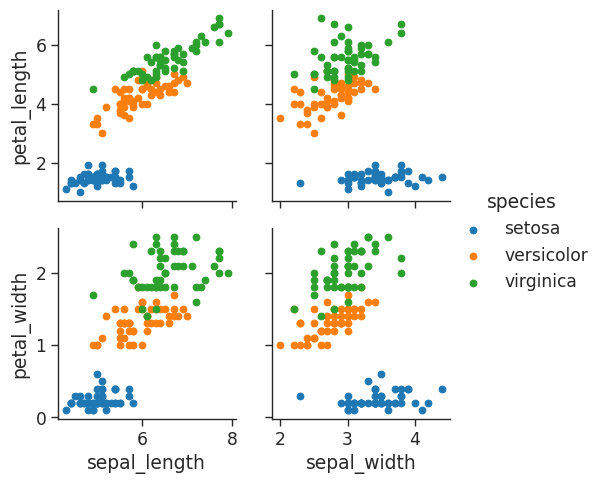 petal_length
6
4
2
species
setosa
versicolor
virginica
petal_width
2
1
0
6 8
2 3 4
sepal_length
sepal_width